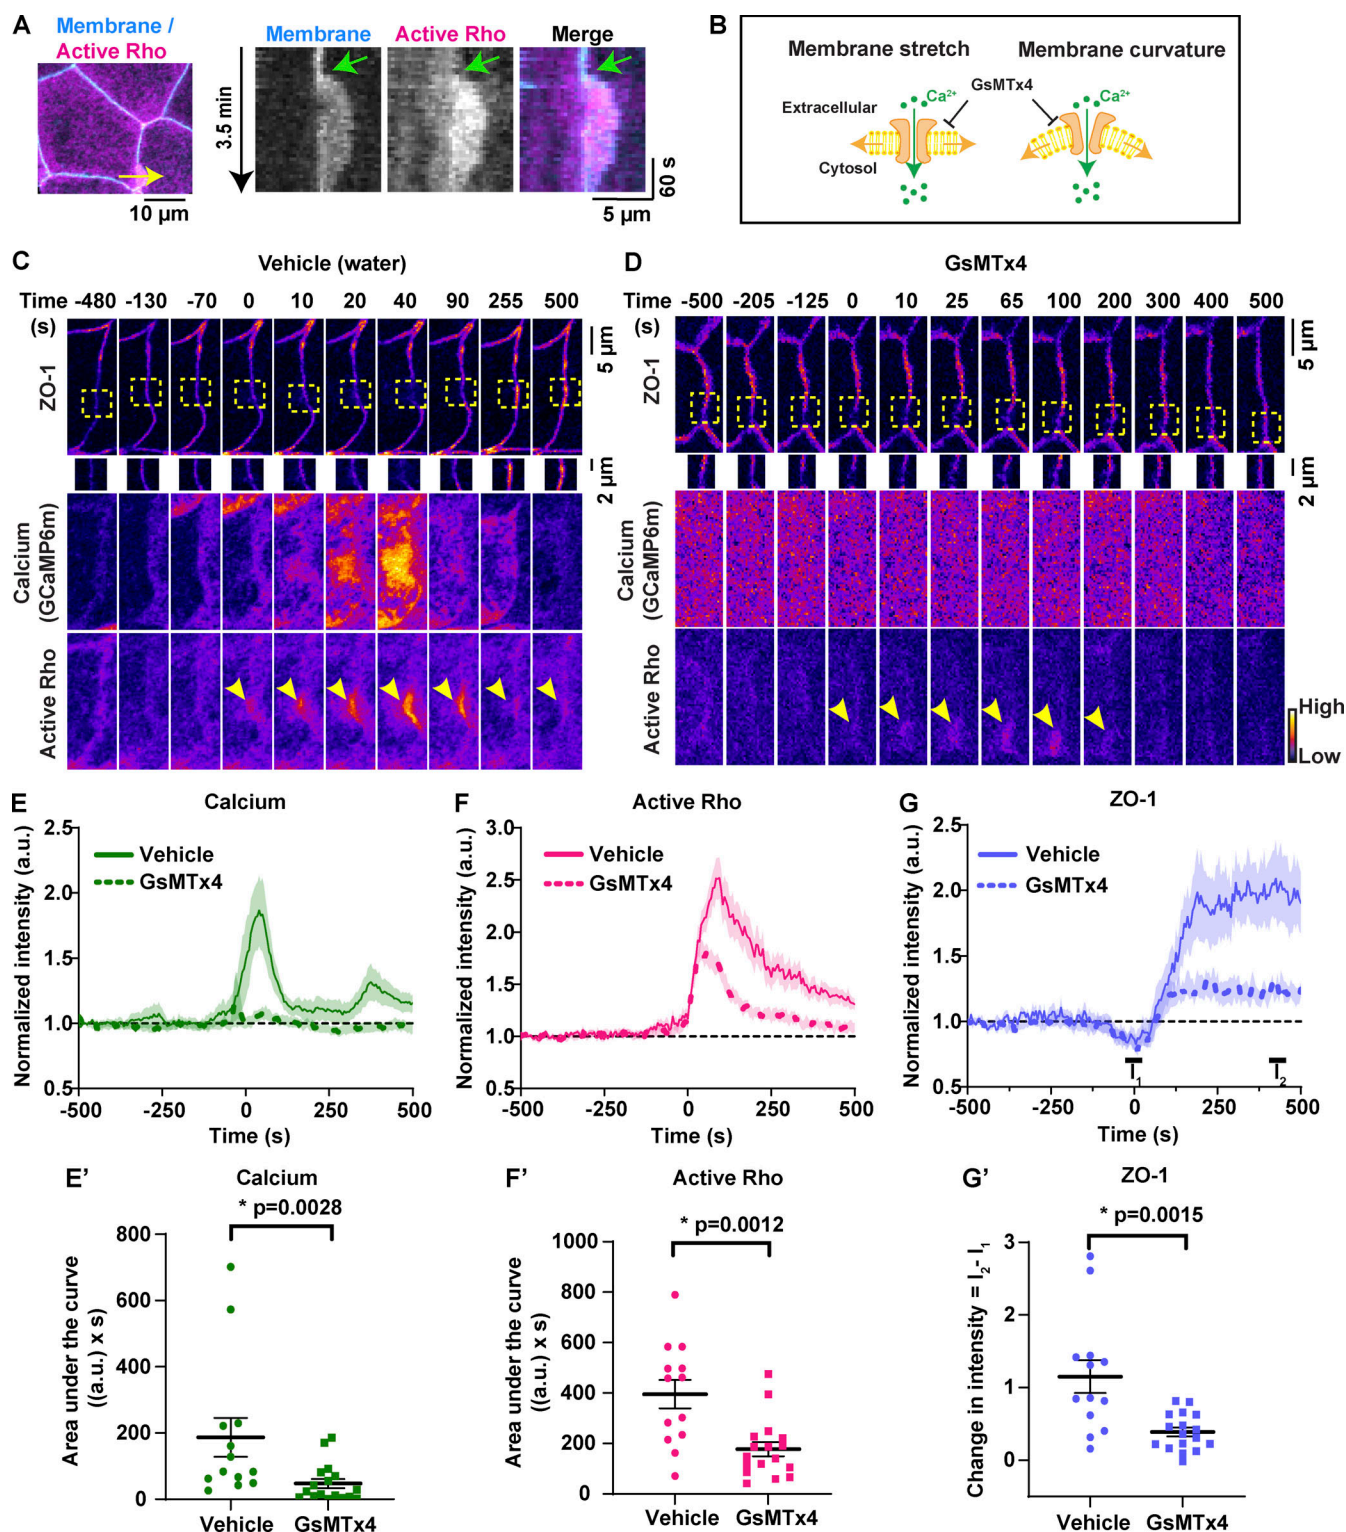 A
Membrane /
Active Rho
10 µm
3.5 min
Membrane
Active Rho
Merge
60 s
5 µm
B
Membrane stretch
Membrane curvature
GsMTx4
Extracellular
Ca²⁺
Ca²⁺
Cytosol
C
Vehicle (water)
Time -480 -130 -70 0 10 20 40 90 255 500
(s)
ZO-1
5 µm
2 µm
Calcium
(GCaMP6m)
Active Rho
D
GsMTx4
Time -500 -205 -125 0 10 25 65 100 200 300 400 500
(s)
ZO-1
5 µm
2 µm
Calcium
(GCaMP6m)
Active Rho
High
Low
E
Calcium
Normalized intensity (a.u.)
2.5
2.0
1.5
1.0
0.5
Vehicle
GsMTx4
-500 -250 0 250 500
Time (s)
F
Active Rho
Normalized intensity (a.u.)
3.0
2.5
2.0
1.5
1.0
0.5
Vehicle
GsMTx4
-500 -250 0 250 500
Time (s)
G
ZO-1
Normalized intensity (a.u.)
2.5
2.0
1.5
1.0
0.5
Vehicle
GsMTx4
I₁ I₂
-500 -250 0 250 500
Time (s)
E'
Calcium
* p=0.0028
Area under the curve
((a.u.) x s)
800
600
400
200
0
Vehicle GsMTx4
F'
Active Rho
* p=0.0012
Area under the curve
((a.u.) x s)
1000
800
600
400
200
0
Vehicle GsMTx4
G'
ZO-1
* p=0.0015
Change in intensity = I₂- I₁
3
2
1
0
Vehicle GsMTx4